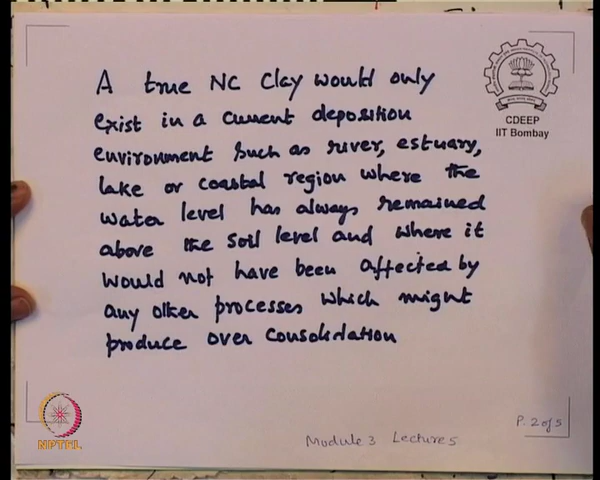 A true NC Clay would only
exist in a current deposition
environment such as river, estuary,
lake or coastal region where the
water level has always remained
above the soil level and where it
would not have been affected by
any other processes which might
produce over consolidation
CDEEP
IIT Bombay
NPTEL
Module 3 Lecture 5
P. 2 of 5